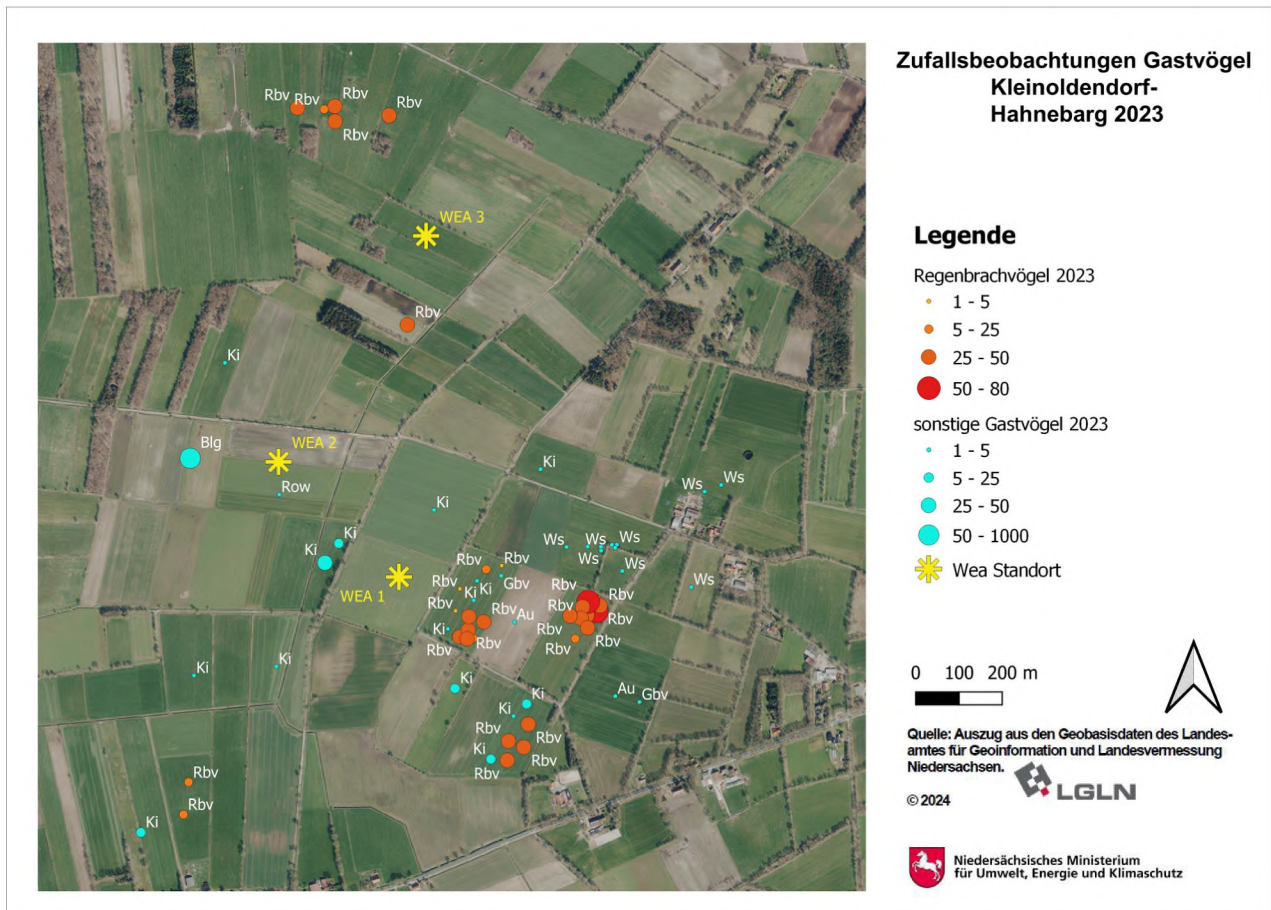 Zufallsbeobachtungen Gastvögel
Kleinoldendorf-
Hahnebarg 2023
Rbv
Rbv
Rbv
Rbv
Rbv
WEA 3
Rbv
Ki
Blg
WEA 2
Row
Ki
Ki
Ki
Ki
Ws
Ws
Ws
Ws
Ws
Ws
Ws
Ws
WEA 1
Rbv
Rbv
Gbv
Rbv
Ki
Ki
Rbv
Rbv
Ki
Au
Rbv
Rbv
Rbv
Rbv
Rbv
Rbv
Rbv
Rbv
Ki
Ki
Ki
Ki
Ki
Au
Gbv
Rbv
Rbv
Ki
Rbv
Rbv
Rbv
Ki
Legende
Regenbrachvögel 2023
1 - 5
5 - 25
25 - 50
50 - 80
sonstige Gastvögel 2023
1 - 5
5 - 25
25 - 50
50 - 1000
Wea Standort
0 100 200 m
Quelle: Auszug aus den Geobasisdaten des Landes-
amtes für Geoinformation und Landesvermessung
Niedersachsen.
© 2024
LGLN
Niedersächsisches Ministerium
für Umwelt, Energie und Klimaschutz